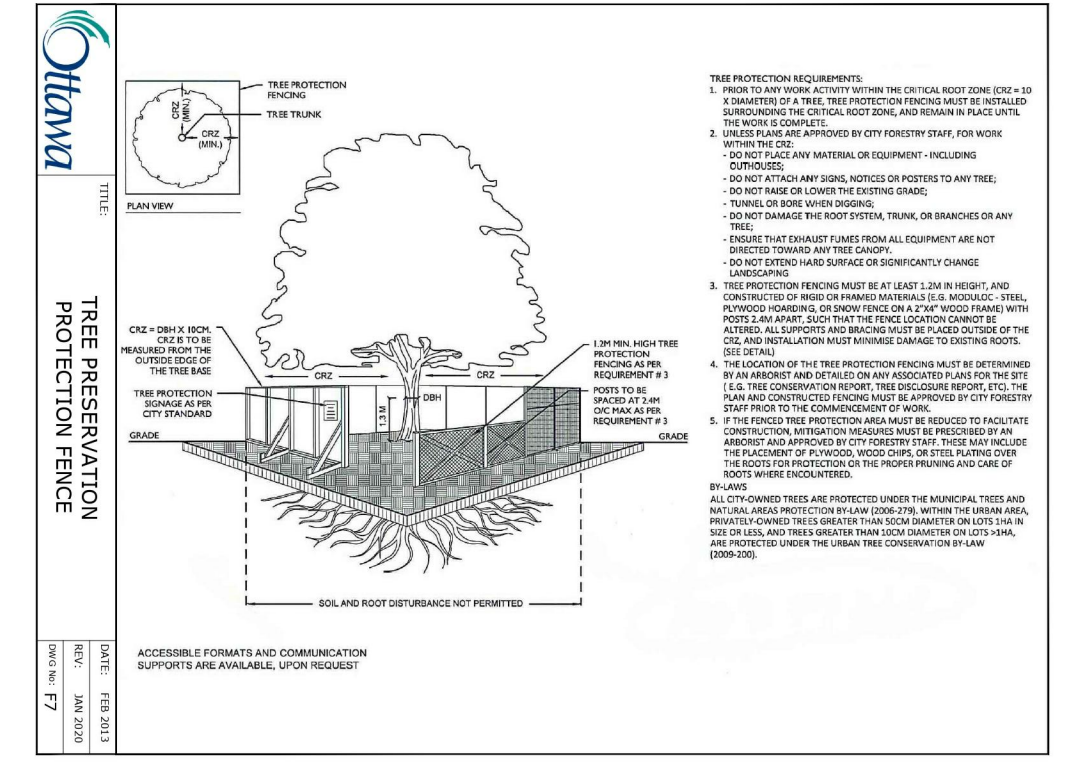 Ottawa
TITLE:
TREE PRESERVATION
PROTECTION FENCE
DATE: FEB 2013
REV: JAN 2020
DWG No: F7
TREE PROTECTION
FENCING
TREE TRUNK
CRZ
(MIN.)
CRZ
(MIN.)
PLAN VIEW
CRZ = DBH X 10CM.
CRZ IS TO BE
MEASURED FROM THE
OUTSIDE EDGE OF
THE TREE BASE
TREE PROTECTION
SIGNAGE AS PER
CITY STANDARD
GRADE
CRZ
CRZ
DBH
1.3 M
1.2M MIN. HIGH TREE
PROTECTION
FENCING AS PER
REQUIREMENT # 3
POSTS TO BE
SPACED AT 2.4M
O/C MAX AS PER
REQUIREMENT # 3
GRADE
SOIL AND ROOT DISTURBANCE NOT PERMITTED
ACCESSIBLE FORMATS AND COMMUNICATION
SUPPORTS ARE AVAILABLE, UPON REQUEST
TREE PROTECTION REQUIREMENTS:
1. PRIOR TO ANY WORK ACTIVITY WITHIN THE CRITICAL ROOT ZONE (CRZ = 10
X DIAMETER) OF A TREE, TREE PROTECTION FENCING MUST BE INSTALLED
SURROUNDING THE CRITICAL ROOT ZONE, AND REMAIN IN PLACE UNTIL
THE WORK IS COMPLETE.
2. UNLESS PLANS ARE APPROVED BY CITY FORESTRY STAFF, FOR WORK
WITHIN THE CRZ:
- DO NOT PLACE ANY MATERIAL OR EQUIPMENT - INCLUDING
OUTHOUSES;
- DO NOT ATTACH ANY SIGNS, NOTICES OR POSTERS TO ANY TREE;
- DO NOT RAISE OR LOWER THE EXISTING GRADE;
- TUNNEL OR BORE WHEN DIGGING;
- DO NOT DAMAGE THE ROOT SYSTEM, TRUNK, OR BRANCHES OR ANY
TREE;
- ENSURE THAT EXHAUST FUMES FROM ALL EQUIPMENT ARE NOT
DIRECTED TOWARD ANY TREE CANOPY.
- DO NOT EXTEND HARD SURFACE OR SIGNIFICANTLY CHANGE
LANDSCAPING
3. TREE PROTECTION FENCING MUST BE AT LEAST 1.2M IN HEIGHT, AND
CONSTRUCTED OF RIGID OR FRAMED MATERIALS (E.G. MODULOC - STEEL,
PLYWOOD HOARDING, OR SNOW FENCE ON A 2"X4" WOOD FRAME) WITH
POSTS 2.4M APART, SUCH THAT THE FENCE LOCATION CANNOT BE
ALTERED. ALL SUPPORTS AND BRACING MUST BE PLACED OUTSIDE OF THE
CRZ, AND INSTALLATION MUST MINIMISE DAMAGE TO EXISTING ROOTS.
(SEE DETAIL)
4. THE LOCATION OF THE TREE PROTECTION FENCING MUST BE DETERMINED
BY AN ARBORIST AND DETAILED ON ANY ASSOCIATED PLANS FOR THE SITE
( E.G. TREE CONSERVATION REPORT, TREE DISCLOSURE REPORT, ETC). THE
PLAN AND CONSTRUCTED FENCING MUST BE APPROVED BY CITY FORESTRY
STAFF PRIOR TO THE COMMENCEMENT OF WORK.
5. IF THE FENCED TREE PROTECTION AREA MUST BE REDUCED TO FACILITATE
CONSTRUCTION, MITIGATION MEASURES MUST BE PRESCRIBED BY AN
ARBORIST AND APPROVED BY CITY FORESTRY STAFF. THESE MAY INCLUDE
THE PLACEMENT OF PLYWOOD, WOOD CHIPS, OR STEEL PLATING OVER
THE ROOTS FOR PROTECTION OR THE PROPER PRUNING AND CARE OF
ROOTS WHERE ENCOUNTERED.
BY-LAWS
ALL CITY-OWNED TREES ARE PROTECTED UNDER THE MUNICIPAL TREES AND
NATURAL AREAS PROTECTION BY-LAW (2006-279). WITHIN THE URBAN AREA,
PRIVATELY-OWNED TREES GREATER THAN 50CM DIAMETER ON LOTS 1HA IN
SIZE OR LESS, AND TREES GREATER THAN 10CM DIAMETER ON LOTS >1HA,
ARE PROTECTED UNDER THE URBAN TREE CONSERVATION BY-LAW
(2009-200).